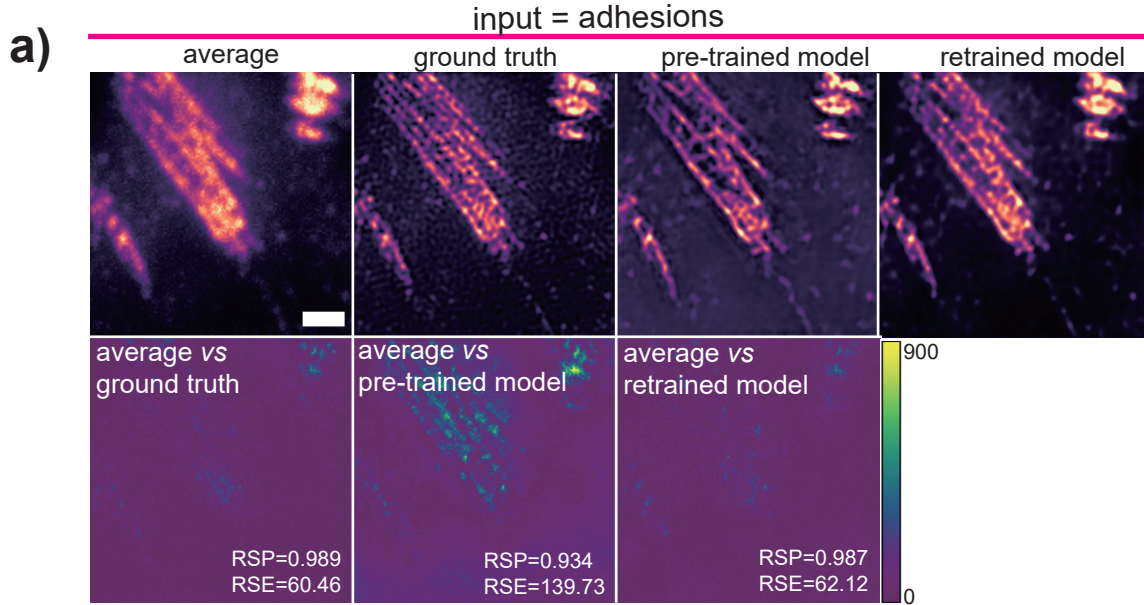 input = adhesions
a)
average
ground truth
pre-trained model
retrained model
average vs
ground truth
RSP=0.989
RSE=60.46
average vs
pre-trained model
RSP=0.934
RSE=139.73
average vs
retrained model
RSP=0.987
RSE=62.12
900
0